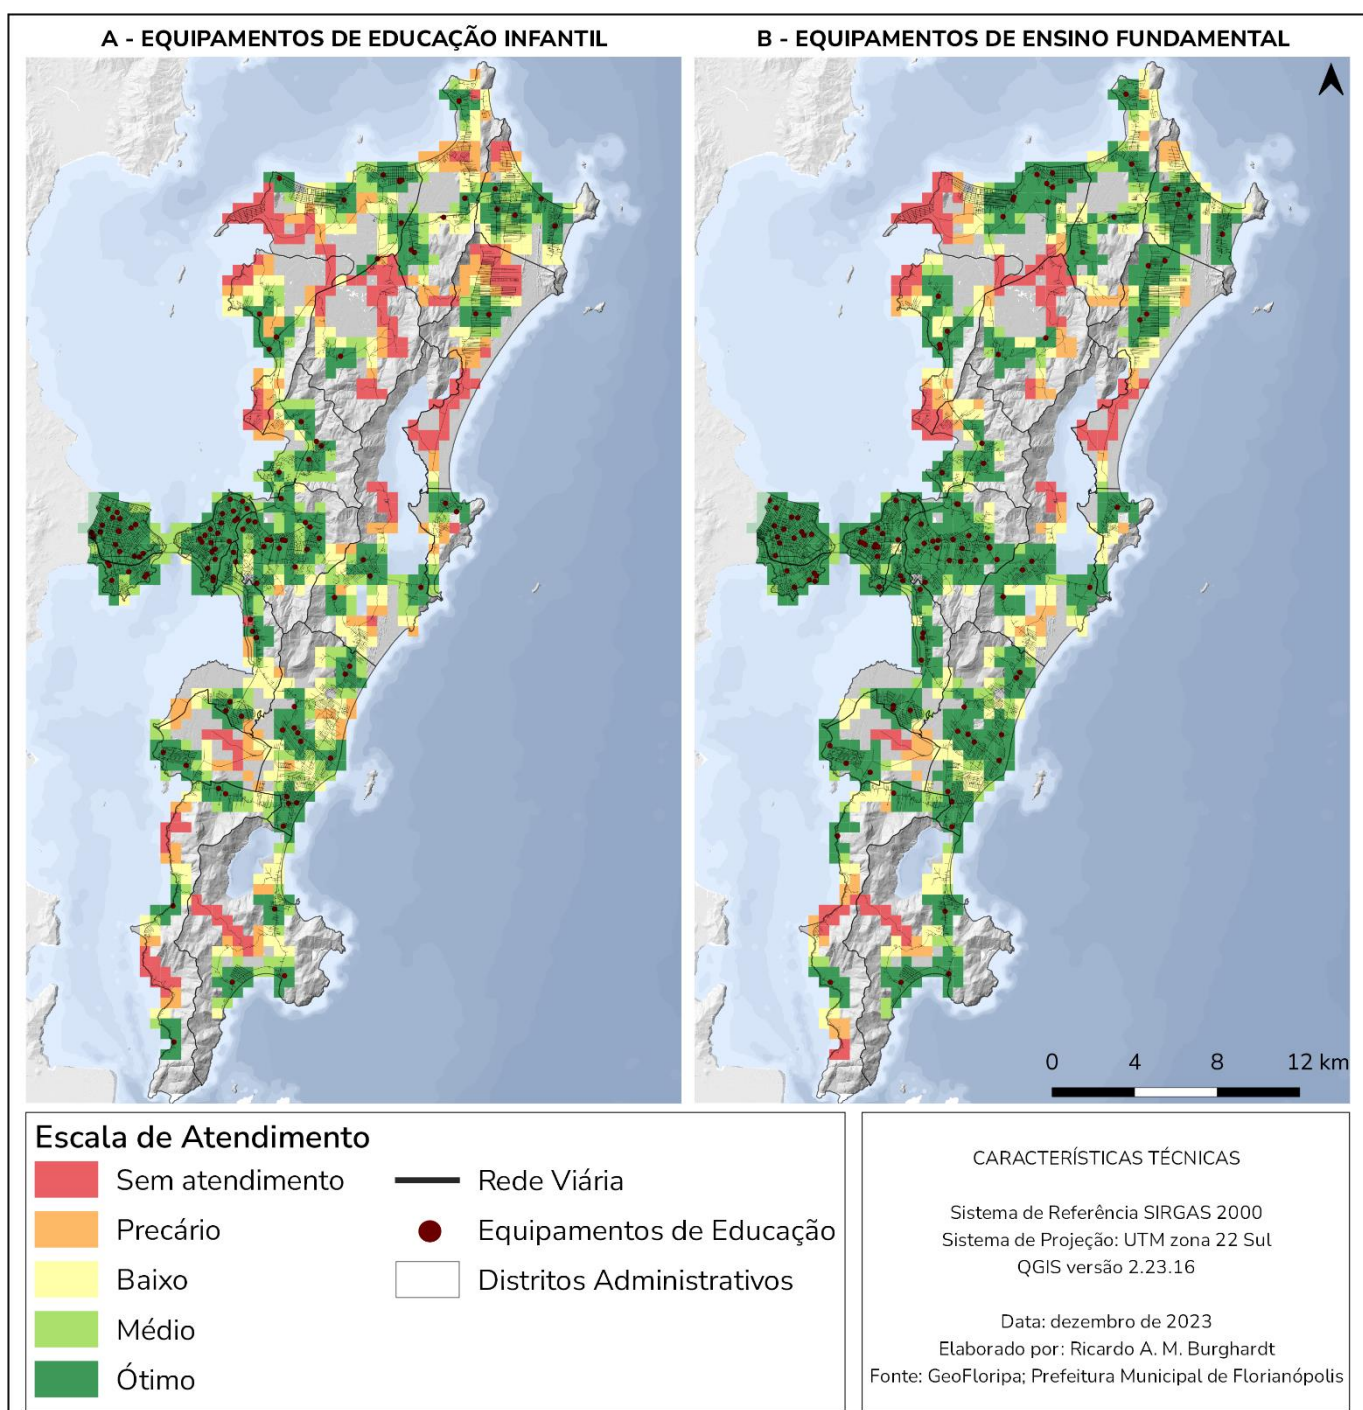 A - EQUIPAMENTOS DE EDUCAÇÃO INFANTIL
B - EQUIPAMENTOS DE ENSINO FUNDAMENTAL
0 4 8 12 km
Escala de Atendimento
Sem atendimento
Precário
Baixo
Médio
Ótimo
Rede Viária
Equipamentos de Educação
Distritos Administrativos
CARACTERÍSTICAS TÉCNICAS
Sistema de Referência SIRGAS 2000
Sistema de Projeção: UTM zona 22 Sul
QGIS versão 2.23.16
Data: dezembro de 2023
Elaborado por: Ricardo A. M. Burghardt
Fonte: GeoFloripa; Prefeitura Municipal de Florianópolis